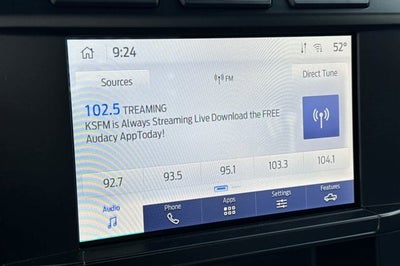 9:24
52°
Sources
FM
Direct Tune
102.5 TREAMING
KSFM is Always Streaming Live Download the FREE
Audacy AppToday!
92.7 93.5 95.1 103.3 104.1
Audio Phone Apps Settings Features